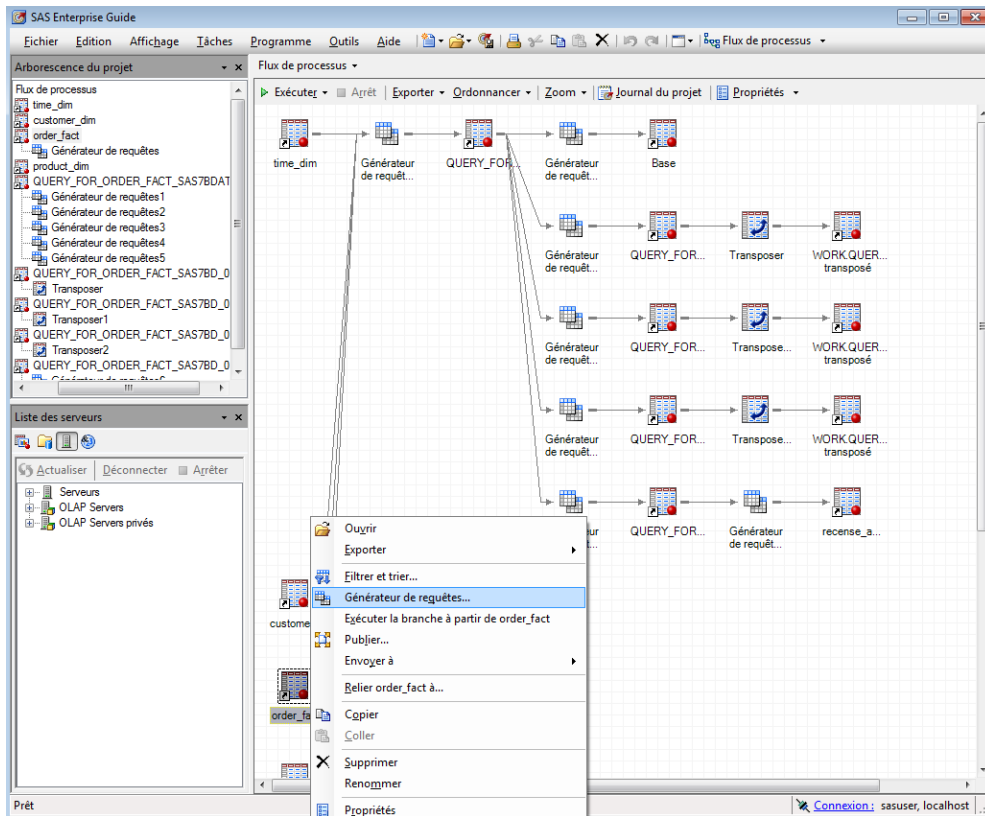 SAS Enterprise Guide
Fichier Edition Affichage Tâches Programme Outils Aide Flux de processus
Arborescence du projet
Flux de processus
time_dim
customer_dim
order_fact
Générateur de requêtes
product_dim
QUERY_FOR_ORDER_FACT_SAS7BDAT
Générateur de requêtes1
Générateur de requêtes2
Générateur de requêtes3
Générateur de requêtes4
Générateur de requêtes5
QUERY_FOR_ORDER_FACT_SAS7BD_0
Transposer
QUERY_FOR_ORDER_FACT_SAS7BD_0
Transposer1
QUERY_FOR_ORDER_FACT_SAS7BD_0
Transposer2
QUERY_FOR_ORDER_FACT_SAS7BD_0
Liste des serveurs
Actualiser Déconnecter Arrêter
Serveurs
OLAP Servers
OLAP Servers privés
Flux de processus
Exécuter Arrêt Exporter Ordonnancer Zoom Journal du projet Propriétés
time_dim
Générateur
de requêt...
QUERY_FOR...
Générateur
de requêt...
Base
Générateur
de requêt...
QUERY_FOR...
Transposer
WORK.QUER...
transposé
Générateur
de requêt...
QUERY_FOR...
Transpose...
WORK.QUER...
transposé
Générateur
de requêt...
QUERY_FOR...
Transpose...
WORK.QUER...
transposé
QUERY_FOR...
Générateur
de requêt...
recense_a...
custome
order_fa
Ouvrir
Exporter
Filtrer et trier...
Générateur de requêtes...
Exécuter la branche à partir de order_fact
Publier...
Envoyer à
Relier order_fact à...
Copier
Coller
Supprimer
Renommer
Propriétés
Prêt
Connexion : sasuser, localhost